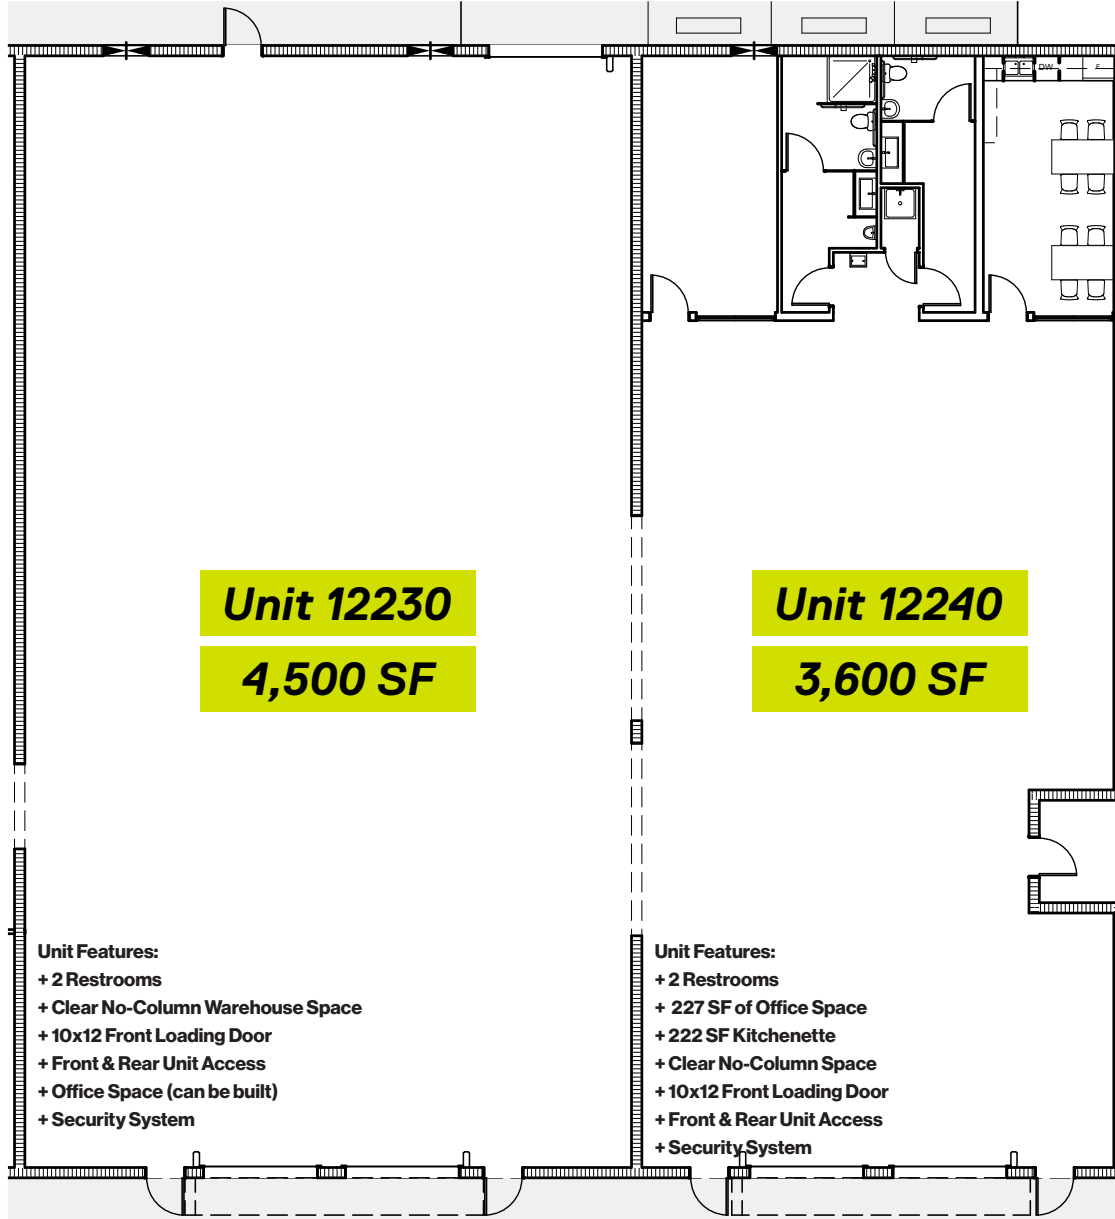 DW
F
Unit 12230
4,500 SF
Unit 12240
3,600 SF
Unit Features:
+ 2 Restrooms
+ Clear No-Column Warehouse Space
+ 10x12 Front Loading Door
+ Front & Rear Unit Access
+ Office Space (can be built)
+ Security System
Unit Features:
+ 2 Restrooms
+ 227 SF of Office Space
+ 222 SF Kitchenette
+ Clear No-Column Space
+ 10x12 Front Loading Door
+ Front & Rear Unit Access
+ Security System